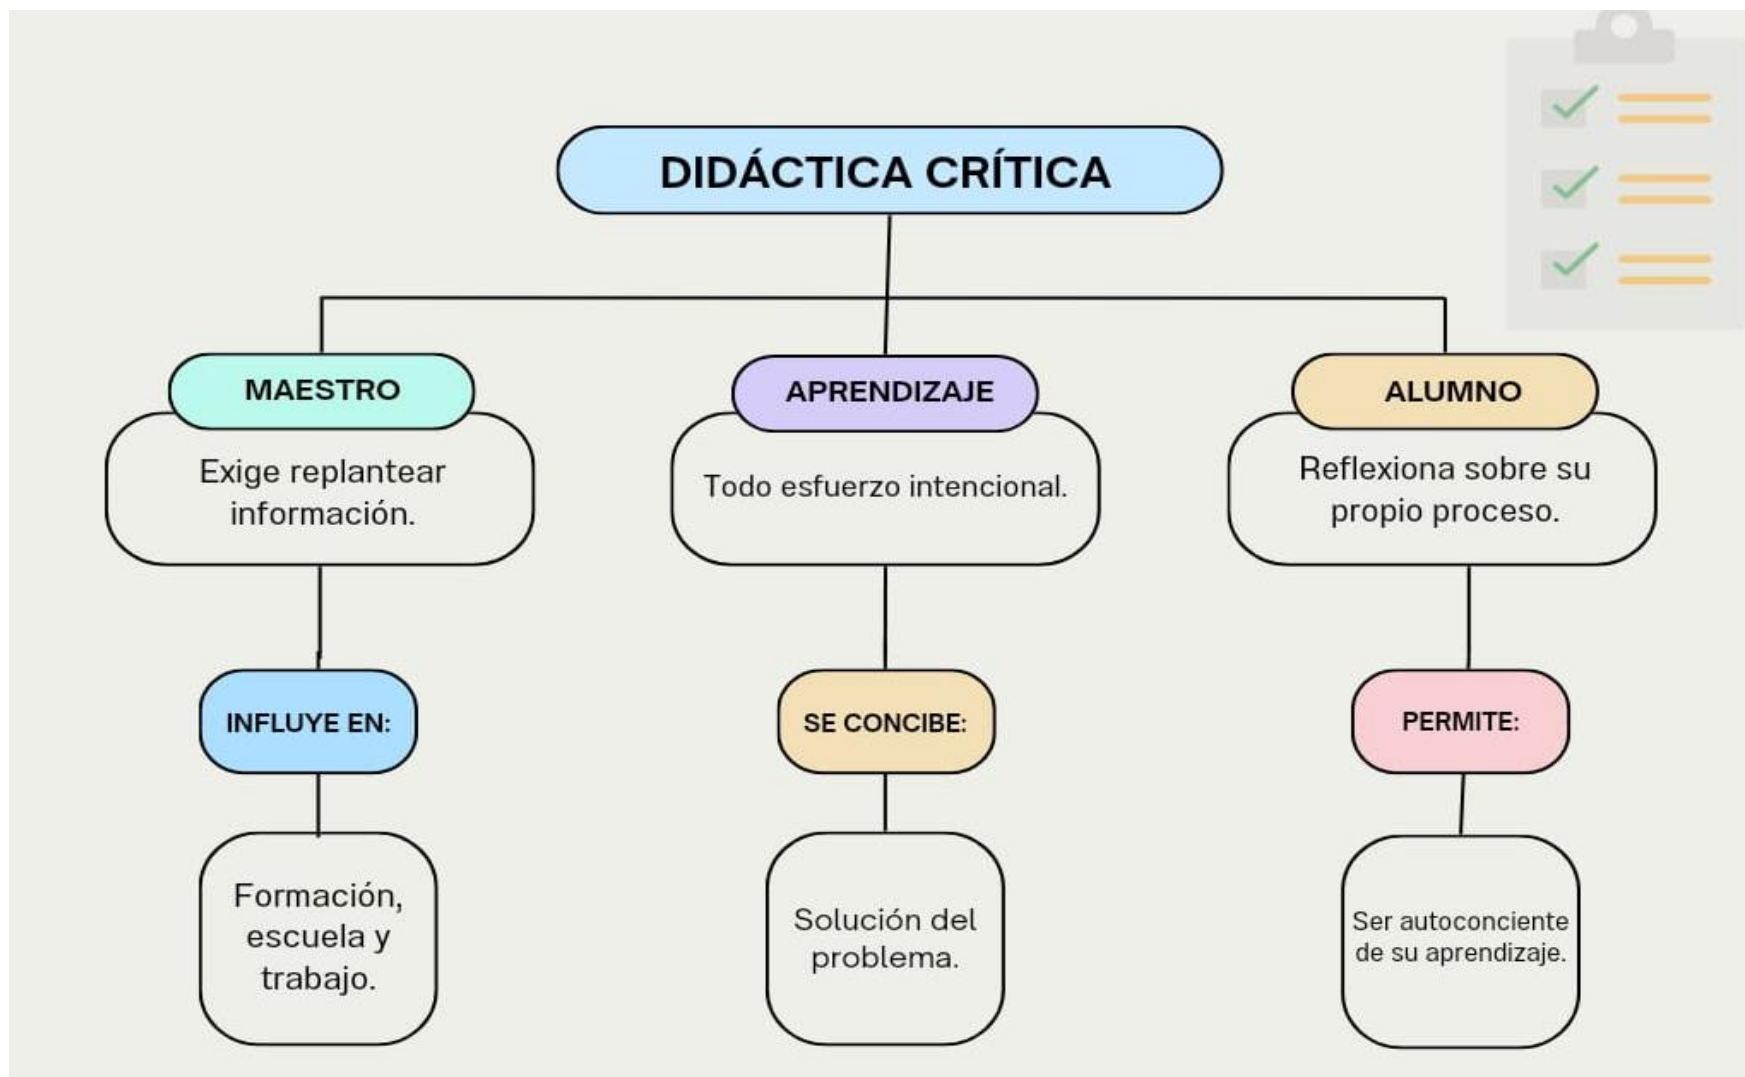 DIDÁCTICA CRÍTICA
MAESTRO
Exige replantear
información.
INFLUYE EN:
Formación,
escuela y
trabajo.
APRENDIZAJE
Todo esfuerzo intencional.
SE CONCIBE:
Solución del
problema.
ALUMNO
Reflexiona sobre su
propio proceso.
PERMITE:
Ser autoconciente
de su aprendizaje.